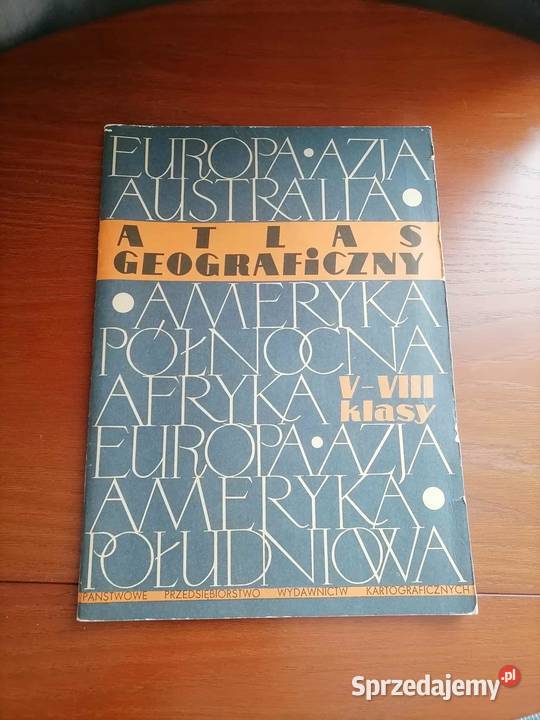 EUROPA • AZIA
AUSTRALIA •
ATLAS
GEOGRAFiCZNY
• AMERYKA
PÓŁNOCNA
AFRYKA
V-VIII
klasy
EUROPA • AZJA
AMERYKA •
POŁUDNIOWA
PAŃSTWOWE PRZEDSIĘBIORSTWO WYDAWNICTW KARTOGRAFICZNYCH
Sprzedajemy.pl